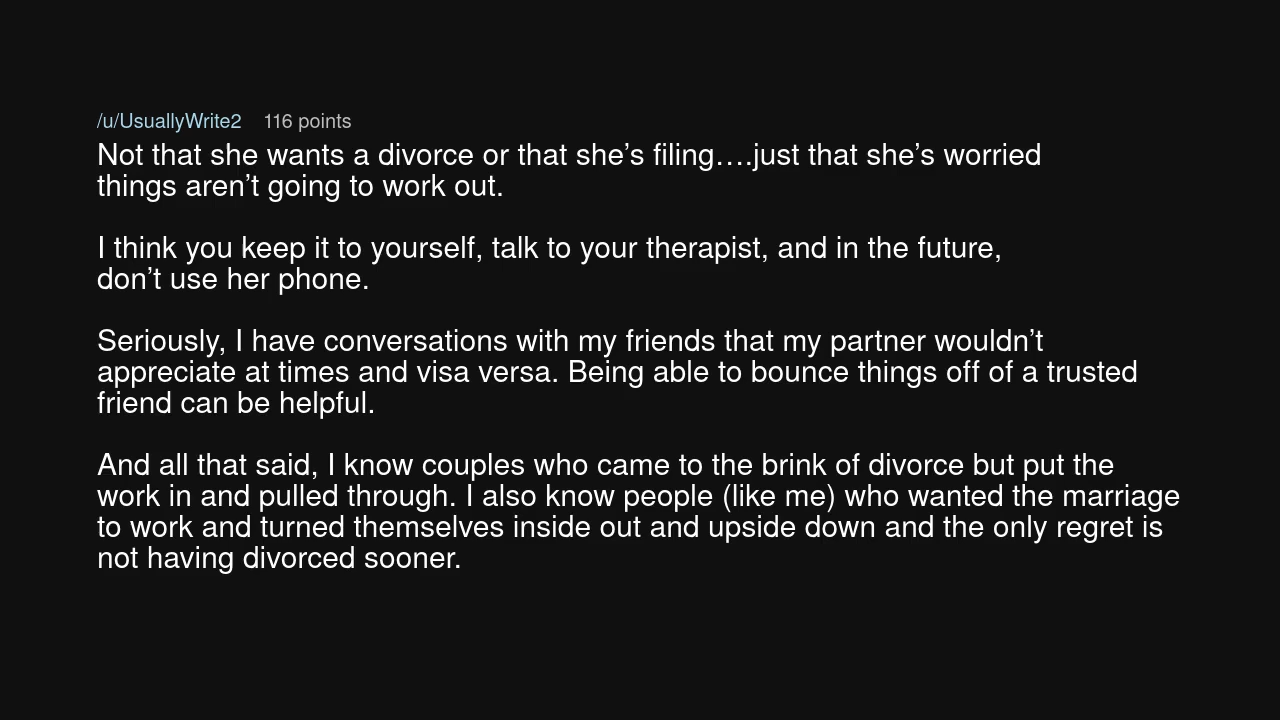 /u/UsuallyWrite2 116 points
Not that she wants a divorce or that she’s filing….just that she’s worried
things aren’t going to work out.
I think you keep it to yourself, talk to your therapist, and in the future,
don’t use her phone.
Seriously, I have conversations with my friends that my partner wouldn’t
appreciate at times and visa versa. Being able to bounce things off of a trusted
friend can be helpful.
And all that said, I know couples who came to the brink of divorce but put the
work in and pulled through. I also know people (like me) who wanted the marriage
to work and turned themselves inside out and upside down and the only regret is
not having divorced sooner.